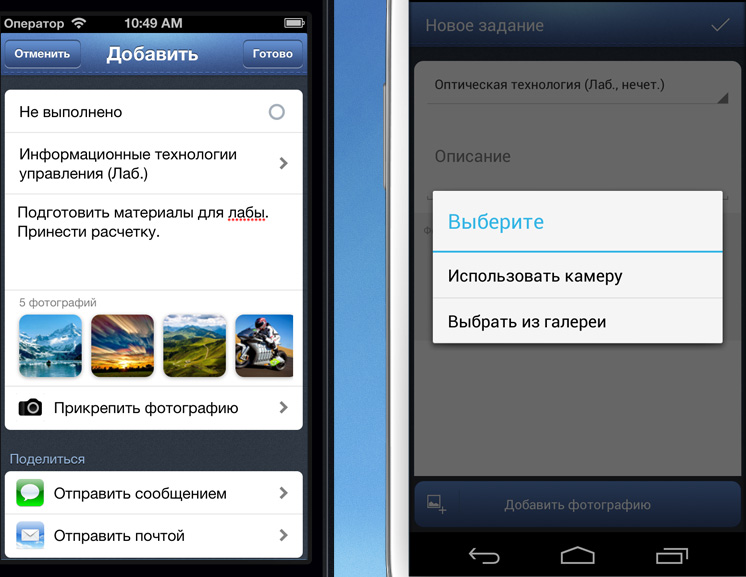 Оператор 10:49 AM
Отменить Добавить Готово
Не выполнено
Информационные технологии
управления (Лаб.)
Подготовить материалы для лабы.
Принести расчетку.
5 фотографий
Прикрепить фотографию
Поделиться
Отправить сообщением
Отправить почтой
Новое задание
Оптическая технология (Лаб., нечет.)
Описание
Выберите
Использовать камеру
Выбрать из галереи
Добавить фотографию